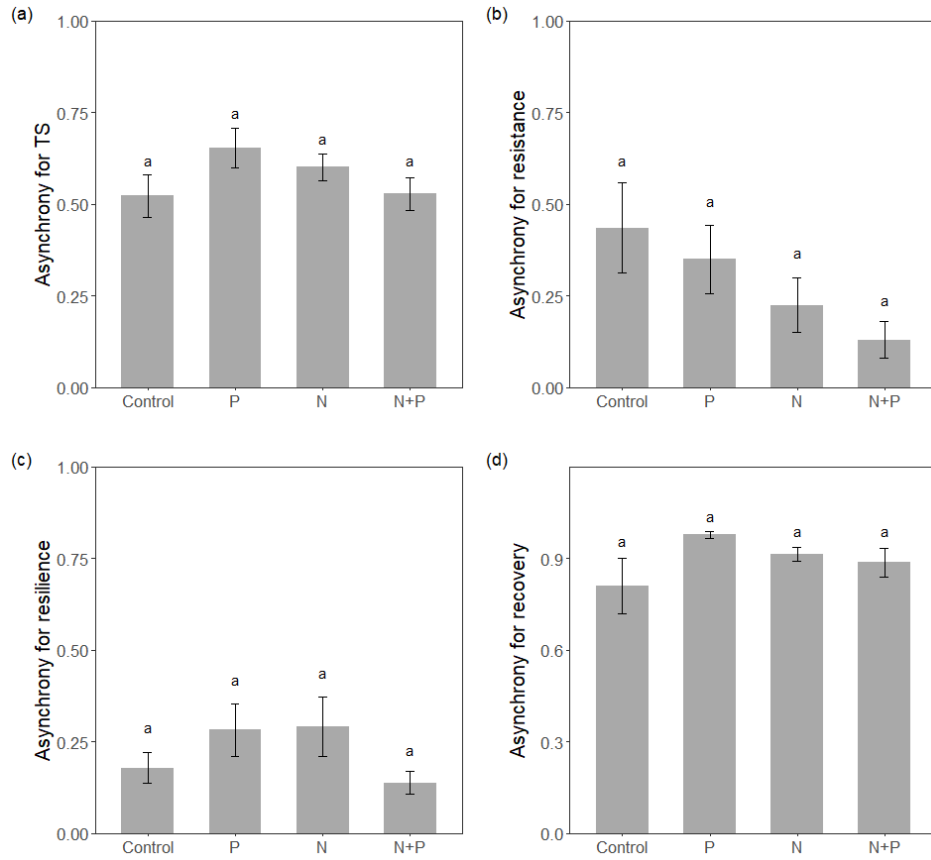 (a)
Asynchrony for TS
1.00
0.75
0.50
0.25
0.00
a
a
a
a
Control P N N+P
(b)
Asynchrony for resistance
1.00
0.75
0.50
0.25
0.00
a
a
a
a
Control P N N+P
(c)
Asynchrony for resilience
1.00
0.75
0.50
0.25
0.00
a
a
a
a
Control P N N+P
(d)
Asynchrony for recovery
0.9
0.6
0.3
0.0
a
a
a
a
Control P N N+P